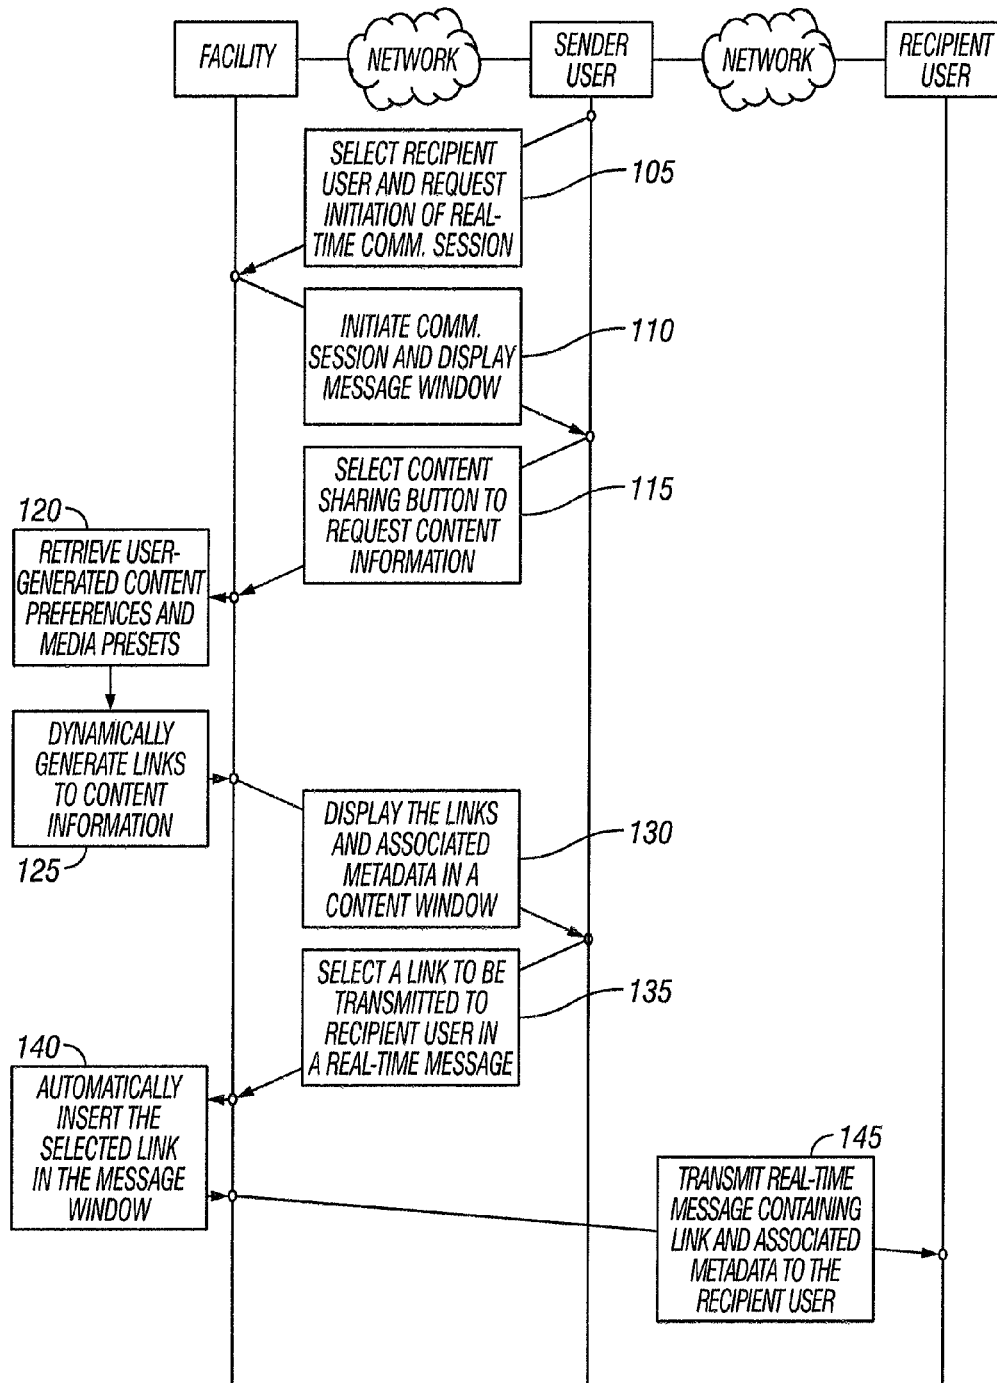 FACILITY
NETWORK
SENDER
USER
NETWORK
RECIPIENT
USER
SELECT RECIPIENT
USER AND REQUEST
INITIATION OF REAL-
TIME COMM. SESSION
105
INITIATE COMM.
SESSION AND DISPLAY
MESSAGE WINDOW
110
SELECT CONTENT
SHARING BUTTON TO
REQUEST CONTENT
INFORMATION
115
120
RETRIEVE USER-
GENERATED CONTENT
PREFERENCES AND
MEDIA PRESETS
DYNAMICALLY
GENERATE LINKS
TO CONTENT
INFORMATION
125
DISPLAY THE LINKS
AND ASSOCIATED
METADATA IN A
CONTENT WINDOW
130
SELECT A LINK TO BE
TRANSMITTED TO
RECIPIENT USER IN
A REAL-TIME MESSAGE
135
140
AUTOMATICALLY
INSERT THE
SELECTED LINK
IN THE MESSAGE
WINDOW
145
TRANSMIT REAL-TIME
MESSAGE CONTAINING
LINK AND ASSOCIATED
METADATA TO THE
RECIPIENT USER